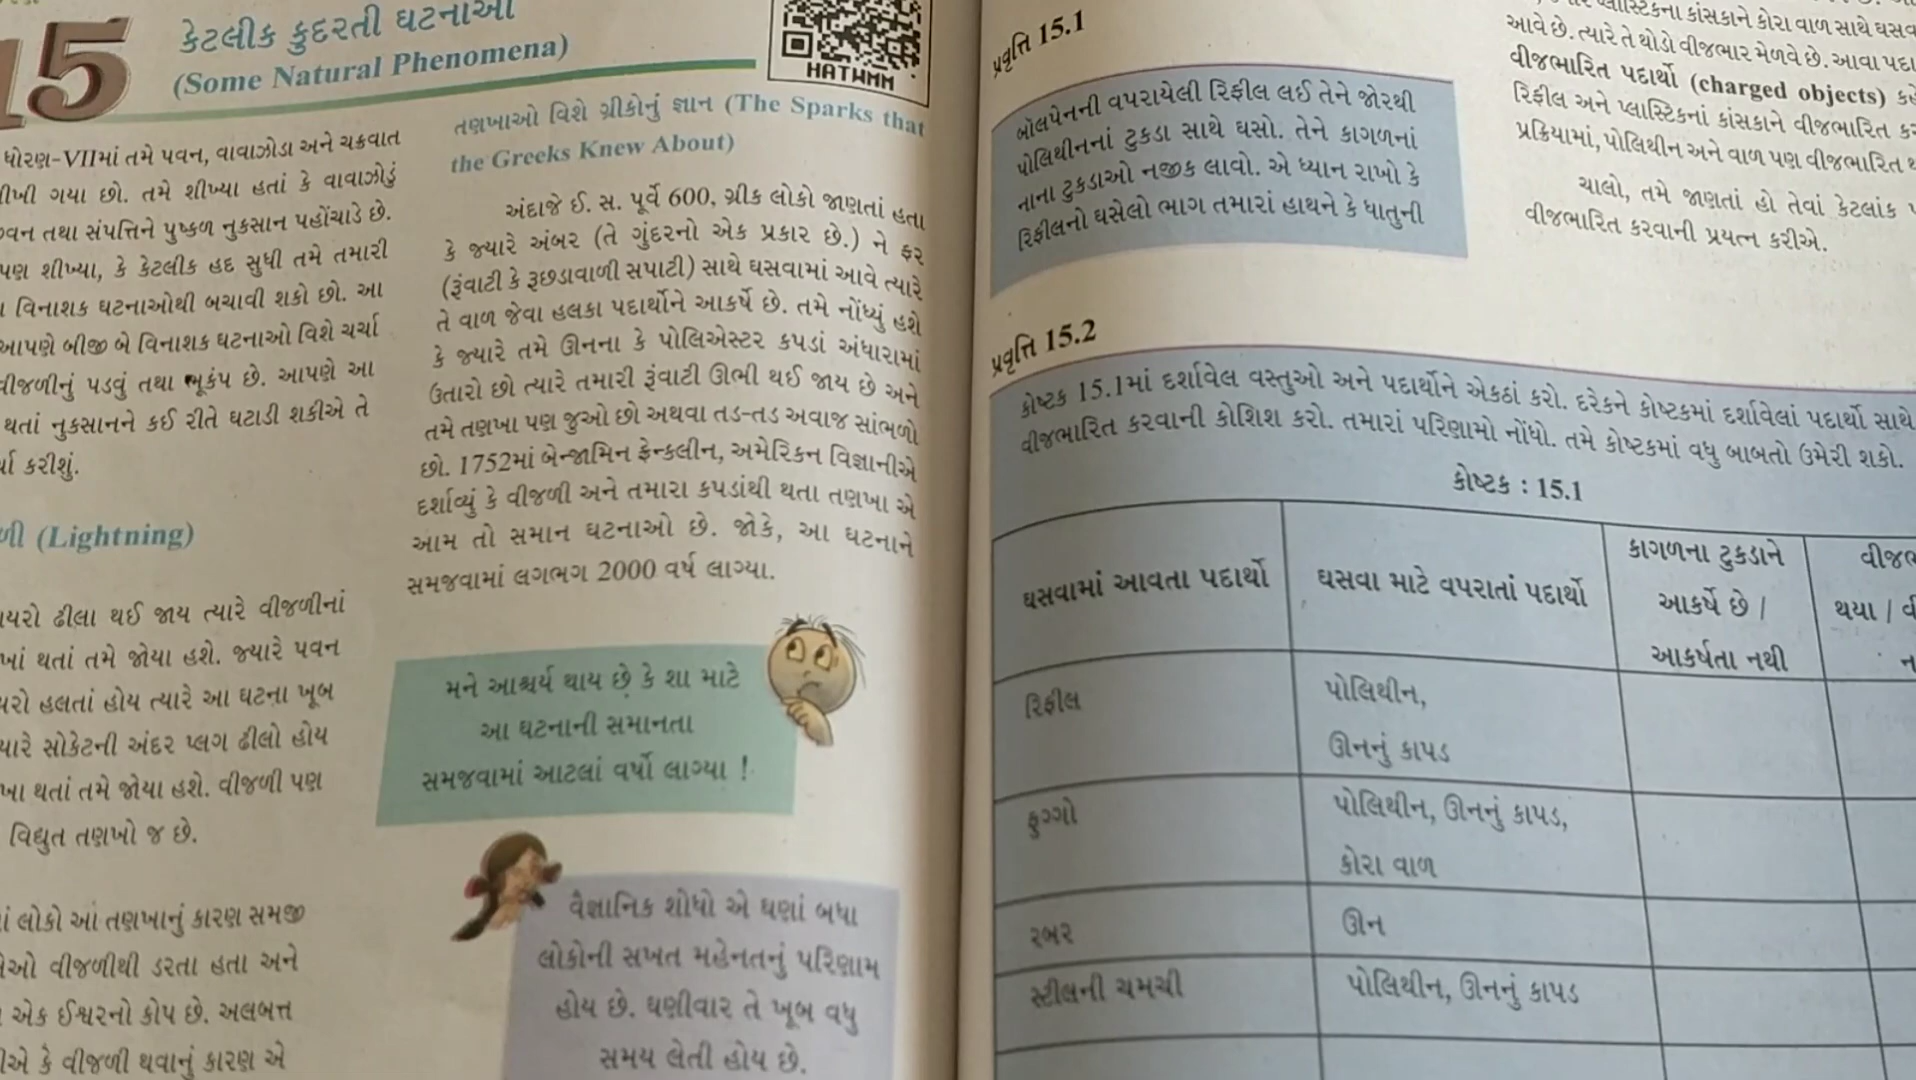 15
કેટલીક કુદરતી ઘટનાઓ
(Some Natural Phenomena)
HATWMM
ધોરણ-VIIમાં તમે પવન, વાવાઝોડા અને ચક્રવાત
ગયા છો. તમે શીખ્યા હતાં કે વાવાઝોડું
તથા સંપત્તિને પુષ્કળ નુકસાન પહોંચાડે છે.
પણ શીખ્યા, કે કેટલીક હદ સુધી તમે તમારી
વિનાશક ઘટનાઓથી બચાવી શકો છો. આ
આપણે બીજી બે વિનાશક ઘટનાઓ વિશે ચર્ચા
વીજળીનું પડવું તથા ભૂકંપ છે. આપણે આ
થતાં નુકસાનને કઈ રીતે ઘટાડી શકીએ તે
કરીશું.
(Lightning)
ઢીલા થઈ જાય ત્યારે વીજળીનાં
થતાં તમે જોયા હશે. જ્યારે પવન
હલતાં હોય ત્યારે આ ઘટના ખૂબ
સોકેટની અંદર પ્લગ ઢીલો હોય
થતાં તમે જોયા હશે. વીજળી પણ
વિદ્યુત તણખો જ છે.
લોકો આ તણખાનું કારણ સમજી
વીજળીથી ડરતા હતા અને
એક ઈશ્વરનો કોપ છે. અલબત્ત
કે વીજળી થવાનું કારણ એ
તણખાઓ વિશે ગ્રીકોનું જ્ઞાન (The Sparks that
the Greeks Knew About)
અંદાજે ઈ. સ. પૂર્વે 600, ગ્રીક લોકો જાણતાં હતા
કે જ્યારે અંબર (તે ગુંદરનો એક પ્રકાર છે.) ને ફર
(રૂંવાટી કે રૂછડાવાળી સપાટી) સાથે ઘસવામાં આવે ત્યારે
તે વાળ જેવા હલકા પદાર્થોને આકર્ષે છે. તમે નોંધ્યું હશે
કે જ્યારે તમે ઊનના કે પોલિએસ્ટર કપડાં અંધારામાં
ઉતારો છો ત્યારે તમારી રૂંવાટી ઊભી થઈ જાય છે અને
તમે તણખા પણ જુઓ છો અથવા તડ-તડ અવાજ સાંભળો
છો. 1752માં બેન્જામિન ફ્રેન્કલીન, અમેરિકન વિજ્ઞાનીએ
દર્શાવ્યું કે વીજળી અને તમારા કપડાંથી થતા તણખા એ
આમ તો સમાન ઘટનાઓ છે. જોકે, આ ઘટનાને
સમજવામાં લગભગ 2000 વર્ષ લાગ્યા.
મને આશ્ચર્ય થાય છે કે શા માટે
આ ઘટનાની સમાનતા
સમજવામાં આટલાં વર્ષો લાગ્યા !
વૈજ્ઞાનિક શોધો એ ઘણાં બધા
લોકોની સખત મહેનતનું પરિણામ
હોય છે. ઘણીવાર તે ખૂબ વધુ
સમય લેતી હોય છે.
પ્રવૃત્તિ 15.1
બૉલપેનની વપરાયેલી રિફીલ લઈ તેને જોરથી
પોલિથીનનાં ટુકડા સાથે ઘસો. તેને કાગળનાં
નાના ટુકડાઓ નજીક લાવો. એ ધ્યાન રાખો કે
રિફીલનો ઘસેલો ભાગ તમારાં હાથને કે ધાતુની
પ્લાસ્ટિકના કાંસકાને કોરા વાળ સાથે ઘસવા
આવે છે. ત્યારે તે થોડો વીજભાર મેળવે છે. આવા
વીજભારિત પદાર્થો (charged objects)
રિફીલ અને પ્લાસ્ટિકનાં કાંસકાને વીજભારિત
પ્રક્રિયામાં, પોલિથીન અને વાળ પણ વીજભારિત
ચાલો, તમે જાણતાં હો તેવાં કેટલાંક
વીજભારિત કરવાની પ્રયત્ન કરીએ.
પ્રવૃત્તિ 15.2
કોષ્ટક 15.1માં દર્શાવેલ વસ્તુઓ અને પદાર્થોને એકઠાં કરો. દરેકને કોષ્ટકમાં દર્શાવેલાં પદાર્થો સાથે
વીજભારિત કરવાની કોશિશ કરો. તમારાં પરિણામો નોંધો. તમે કોષ્ટકમાં વધુ બાબતો ઉમેરી શકો.
કોષ્ટક : 15.1
ઘસવામાં આવતા પદાર્થો
ઘસવા માટે વપરાતાં પદાર્થો
કાગળના ટુકડાને
આકર્ષે છે /
આકર્ષતા નથી
થયા /
રિફીલ
પોલિથીન,
ઊનનું કાપડ
ફુગ્ગો
પોલિથીન, ઊનનું કાપડ,
કોરા વાળ
રબર
ઊન
સ્ટીલની ચમચી
પોલિથીન, ઊનનું કાપડ